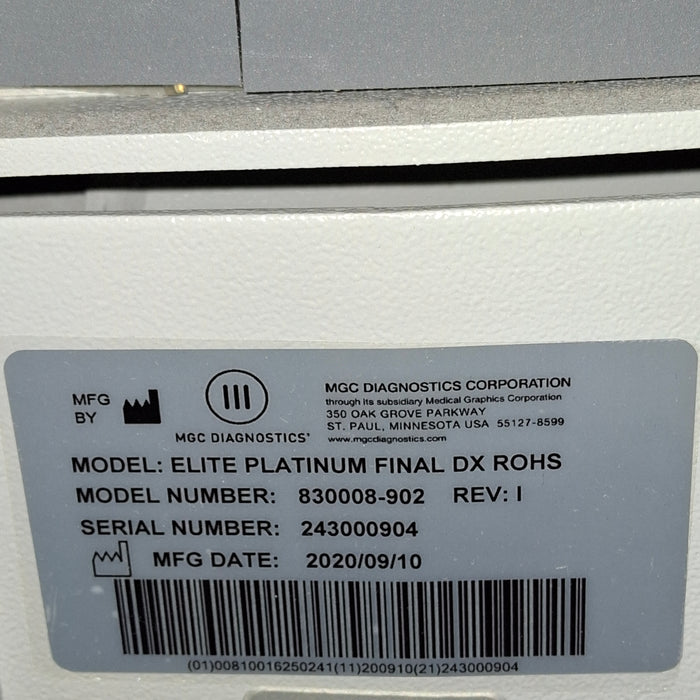 MFG
BY
MGC DIAGNOSTICS'
MGC DIAGNOSTICS CORPORATION
through its subsidiary Medical Graphics Corporation
350 OAK GROVE PARKWAY
ST. PAUL, MINNESOTA USA 55127-8599
www.mgcdiagnostics.com
MODEL: ELITE PLATINUM FINAL DX ROHS
MODEL NUMBER: 830008-902 REV: I
SERIAL NUMBER: 243000904
MFG DATE: 2020/09/10
(01)00810016250241(11)200910(21)243000904